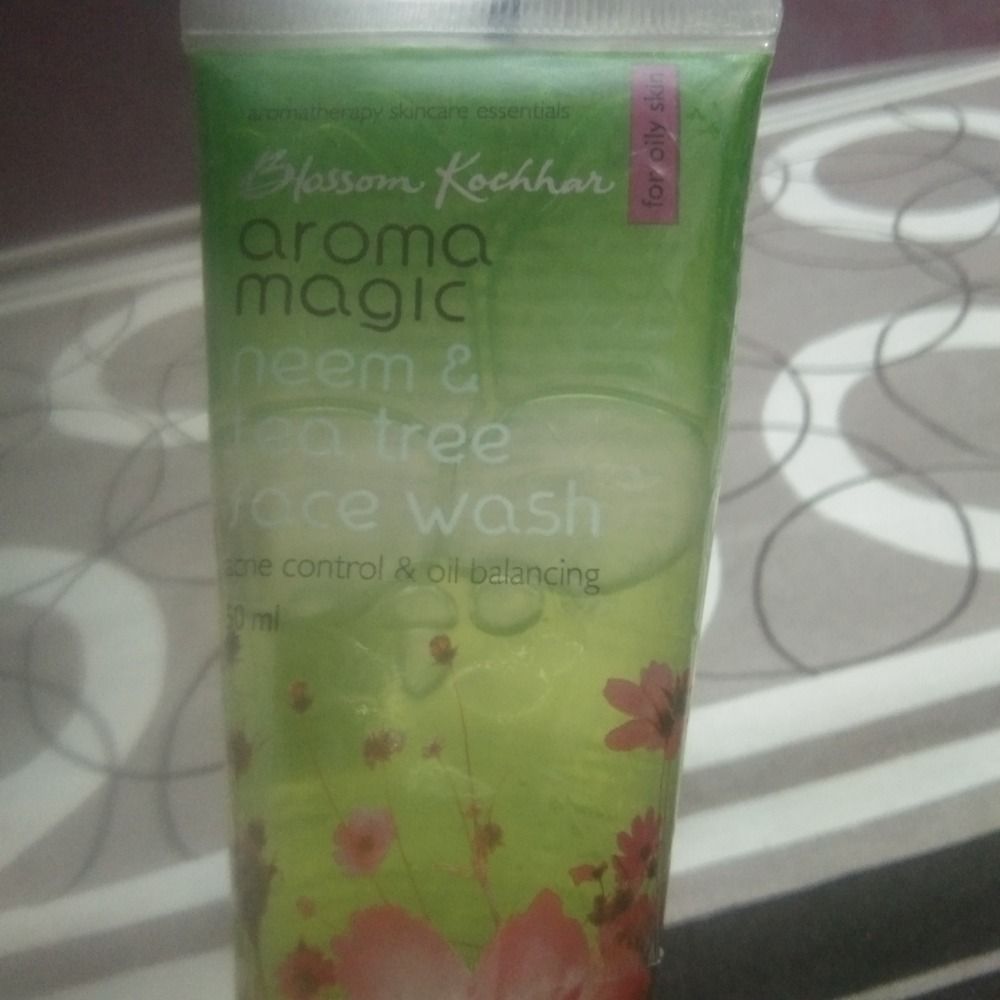 aromatherapy skincare essentials
for oily skin
Blossom Kochhar
aroma
magic
neem &
tea tree
face wash
acne control & oil balancing
ml